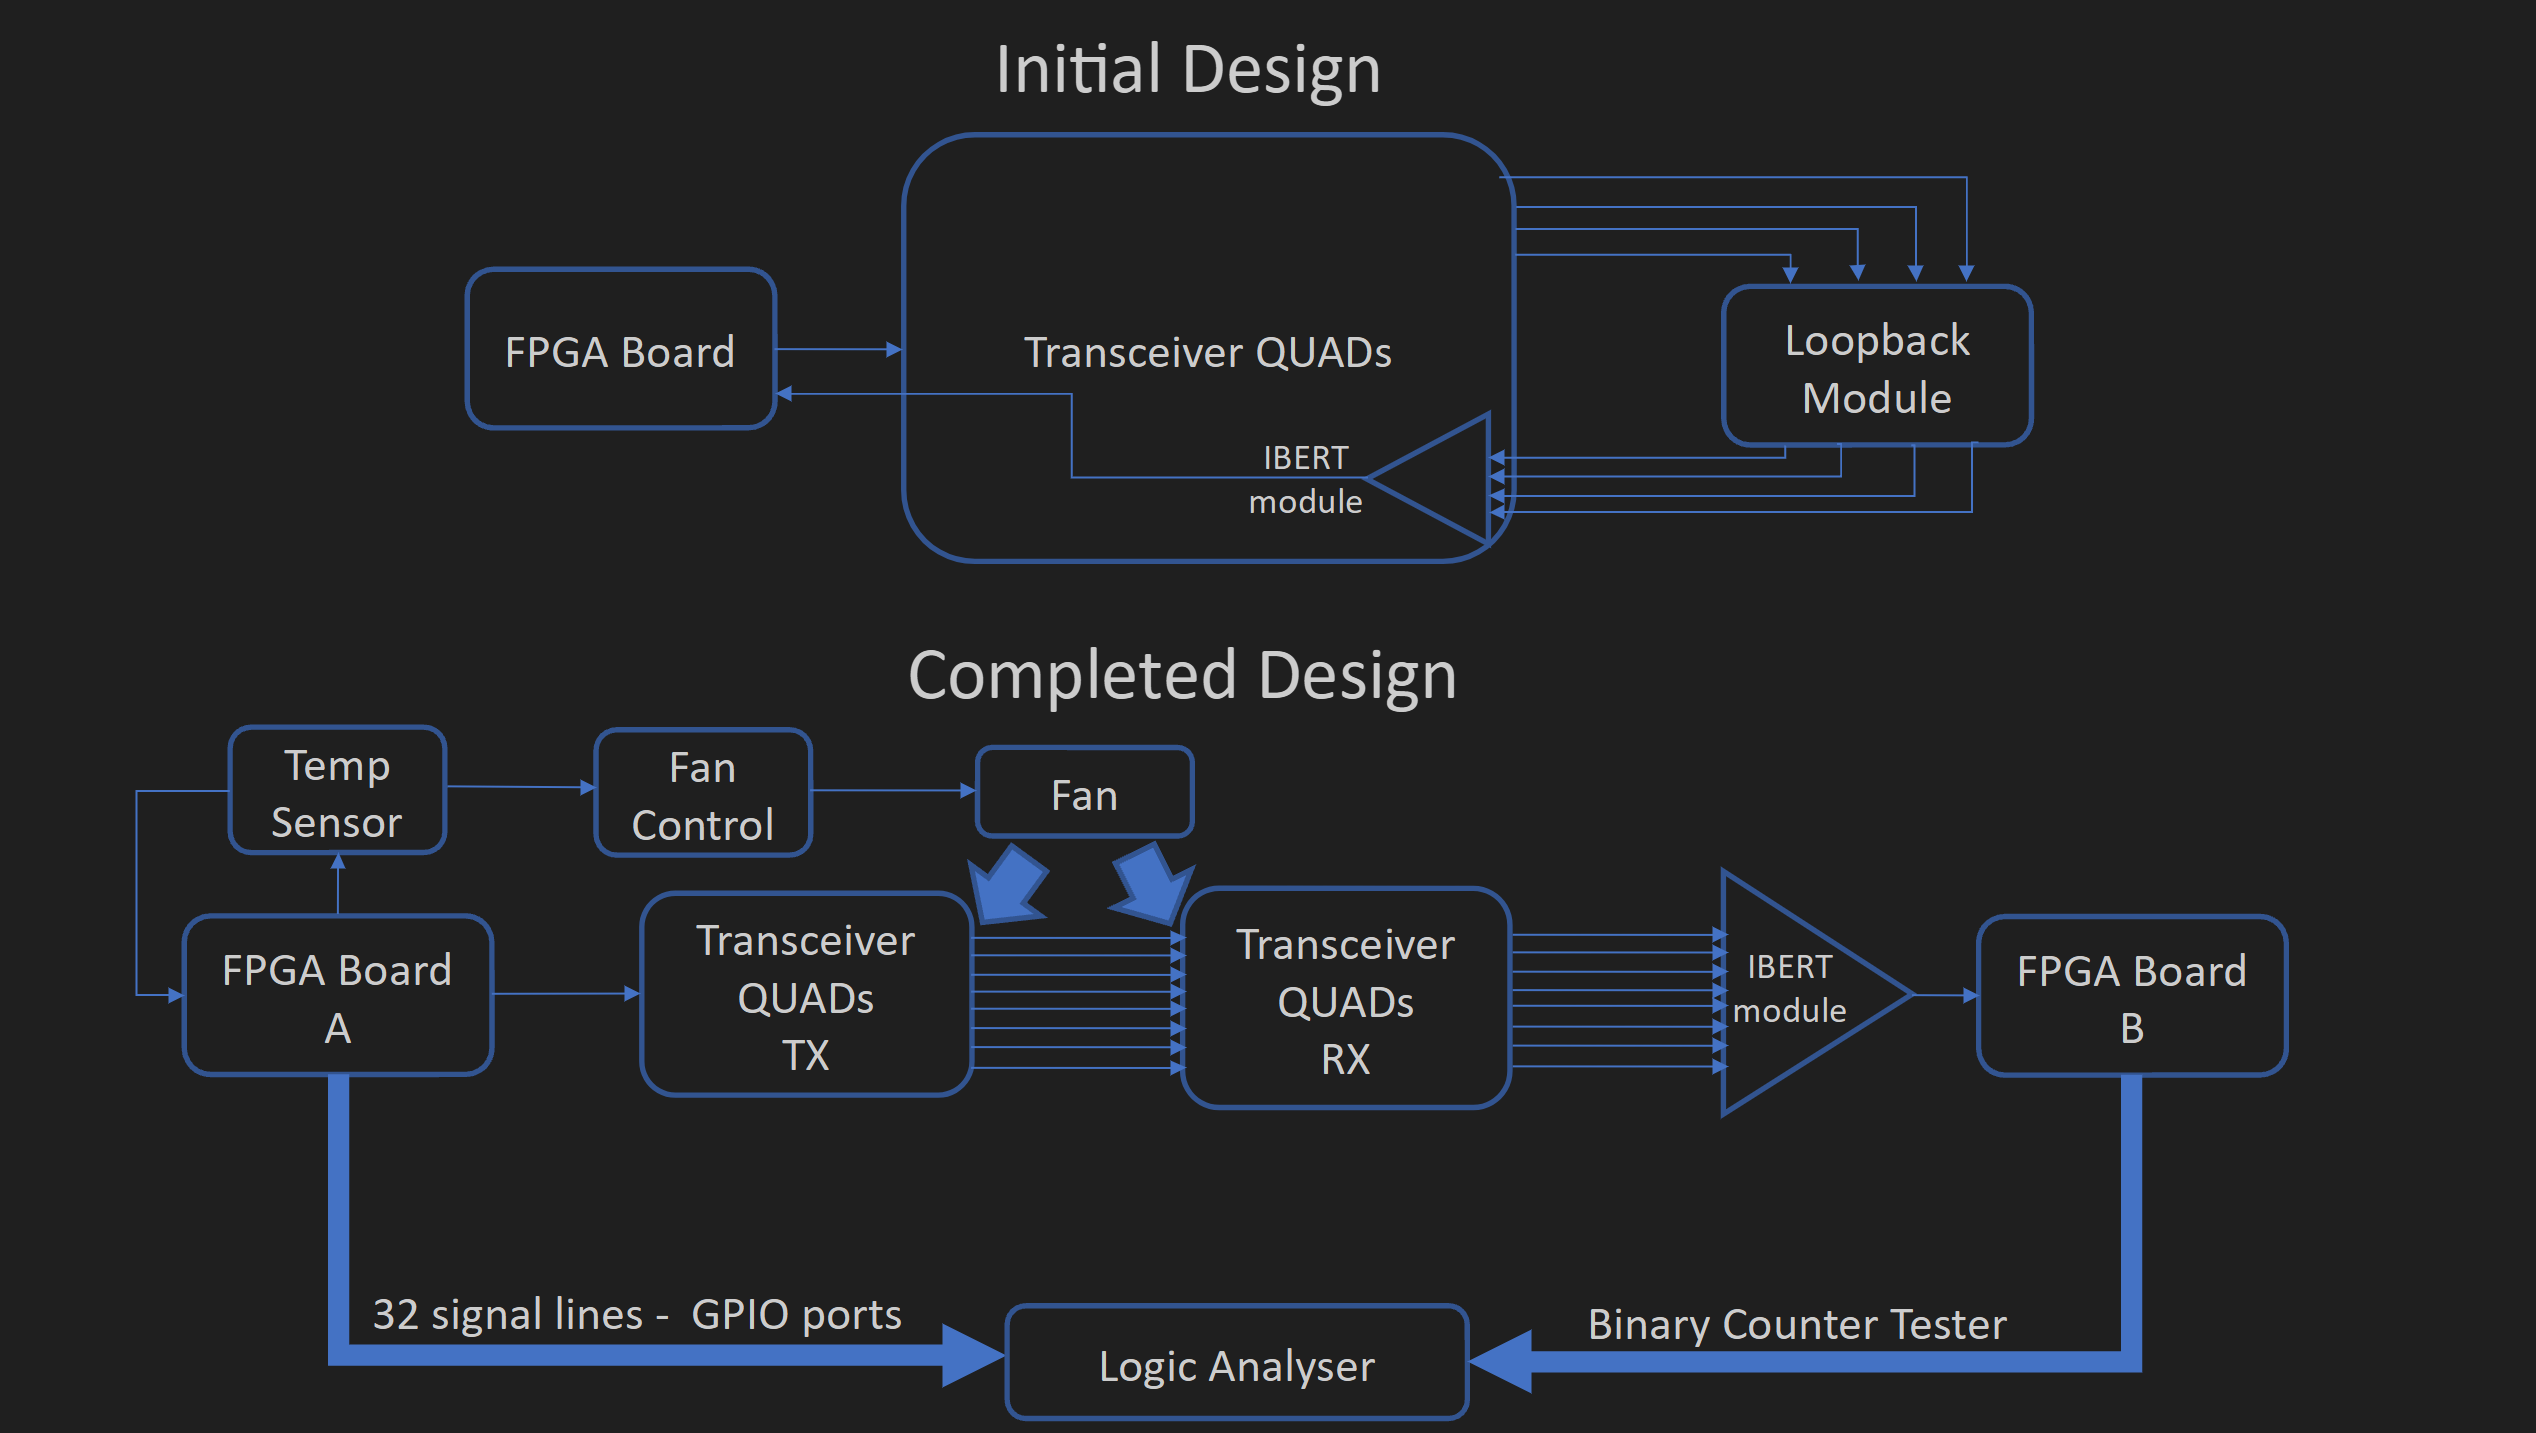 Initial Design
FPGA Board
Transceiver QUADs
Loopback
Module
IBERT
module
Completed Design
Temp
Sensor
Fan
Control
Fan
FPGA Board
A
Transceiver
QUADs
TX
Transceiver
QUADs
RX
IBERT
module
FPGA Board
B
32 signal lines - GPIO ports
Logic Analyser
Binary Counter Tester